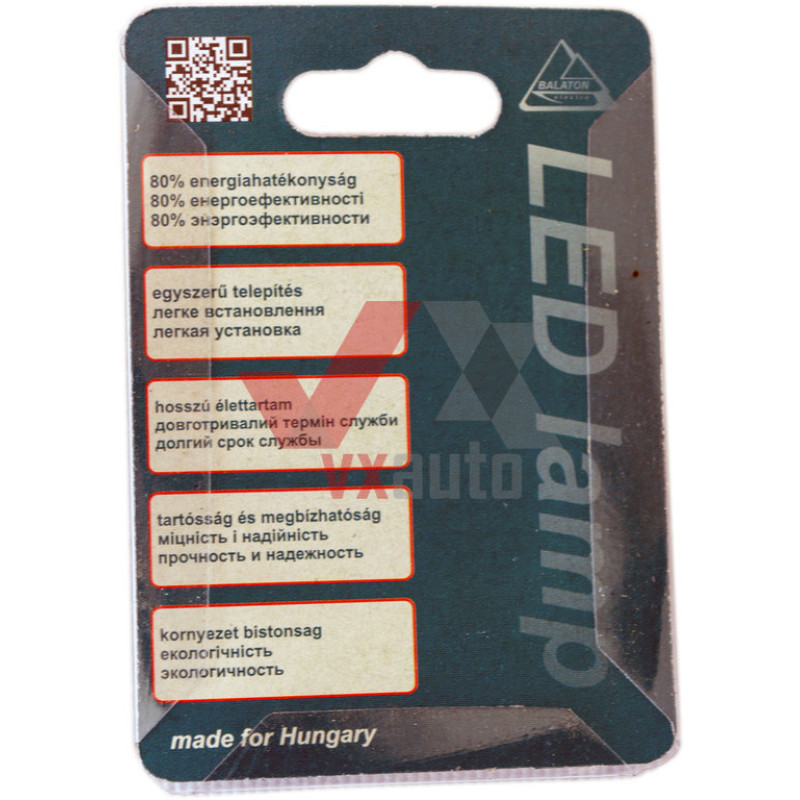 BALATON
80% energiahatékonyság
80% енергоефективності
80% энэргоэфективности
egyszerű telepítés
легке встановлення
легкая установка
hosszú élettartam
довготривалий термін служби
долгий срок службы
tartósság és megbízhatóság
міцність і надійність
прочность и надежность
kornyezet bistonsag
екологічність
экологичность
made for Hungary
LED lamp
vxauto